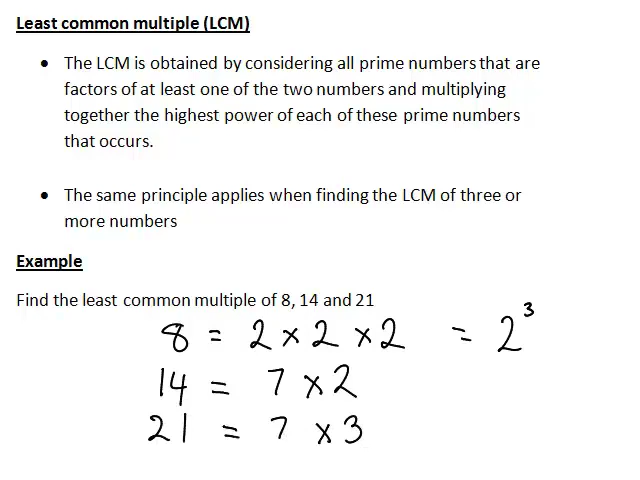 Least common multiple (LCM)
• The LCM is obtained by considering all prime numbers that are
factors of at least one of the two numbers and multiplying
together the highest power of each of these prime numbers
that occurs.
• The same principle applies when finding the LCM of three or
more numbers
Example
Find the least common multiple of 8, 14 and 21
8 = 2 × 2 × 2 = 2³
14 = 7 × 2
21 = 7 × 3